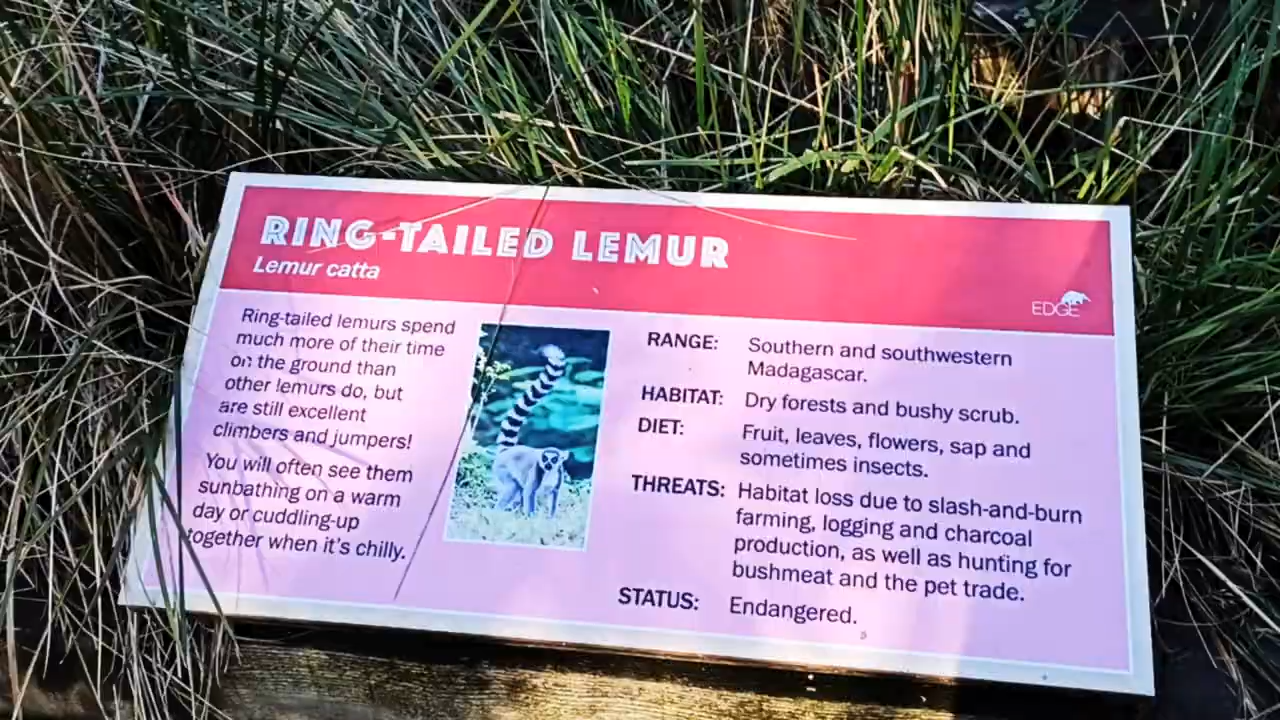 RING-TAILED LEMUR
Lemur catta
EDGE
Ring-tailed lemurs spend
much more of their time
on the ground than
other lemurs do, but
are still excellent
climbers and jumpers!
You will often see them
sunbathing on a warm
day or cuddling-up
together when it's chilly.
RANGE: Southern and southwestern
Madagascar.
HABITAT: Dry forests and bushy scrub.
DIET: Fruit, leaves, flowers, sap and
sometimes insects.
THREATS: Habitat loss due to slash-and-burn
farming, logging and charcoal
production, as well as hunting for
bushmeat and the pet trade.
STATUS: Endangered.